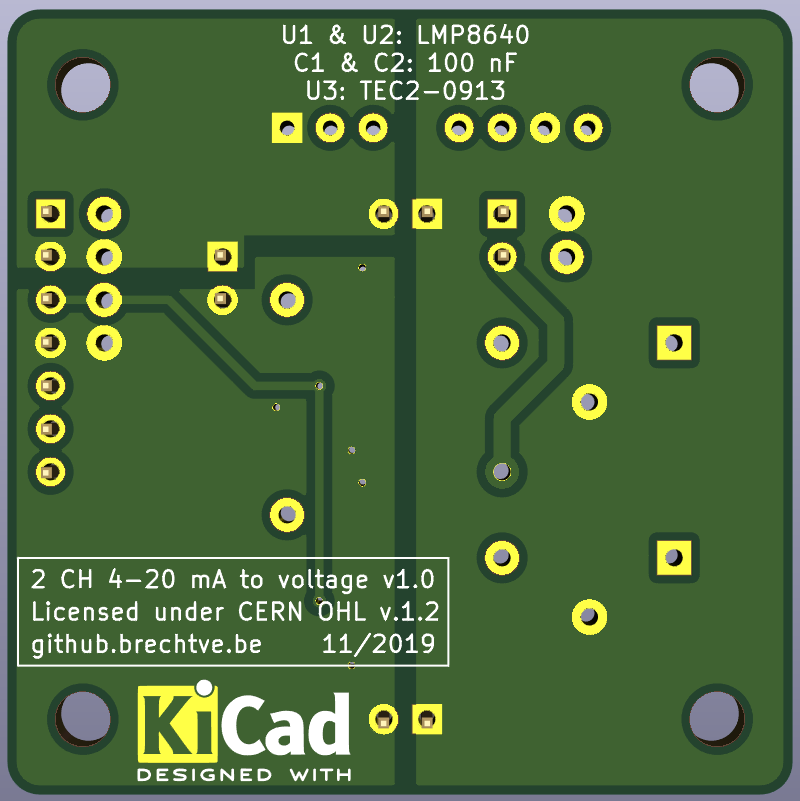 U1 & U2: LMP8640
C1 & C2: 100 nF
U3: TEC2-0913
2 CH 4-20 mA to voltage v1.0
Licensed under CERN OHL v.1.2
github.brechtve.be 11/2019
KiCad
DESIGNED WITH